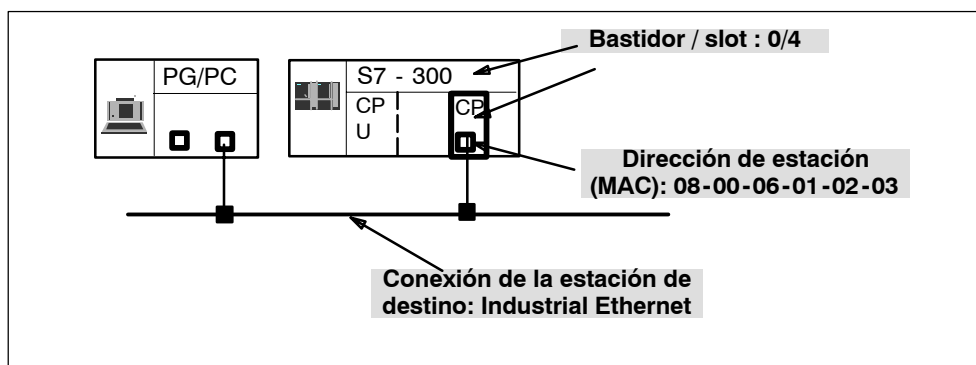 Bastidor / slot : 0/4
PG/PC
S7 - 300
CP
U
CP
Dirección de estación
(MAC): 08-00-06-01-02-03
Conexión de la estación de
destino: Industrial Ethernet